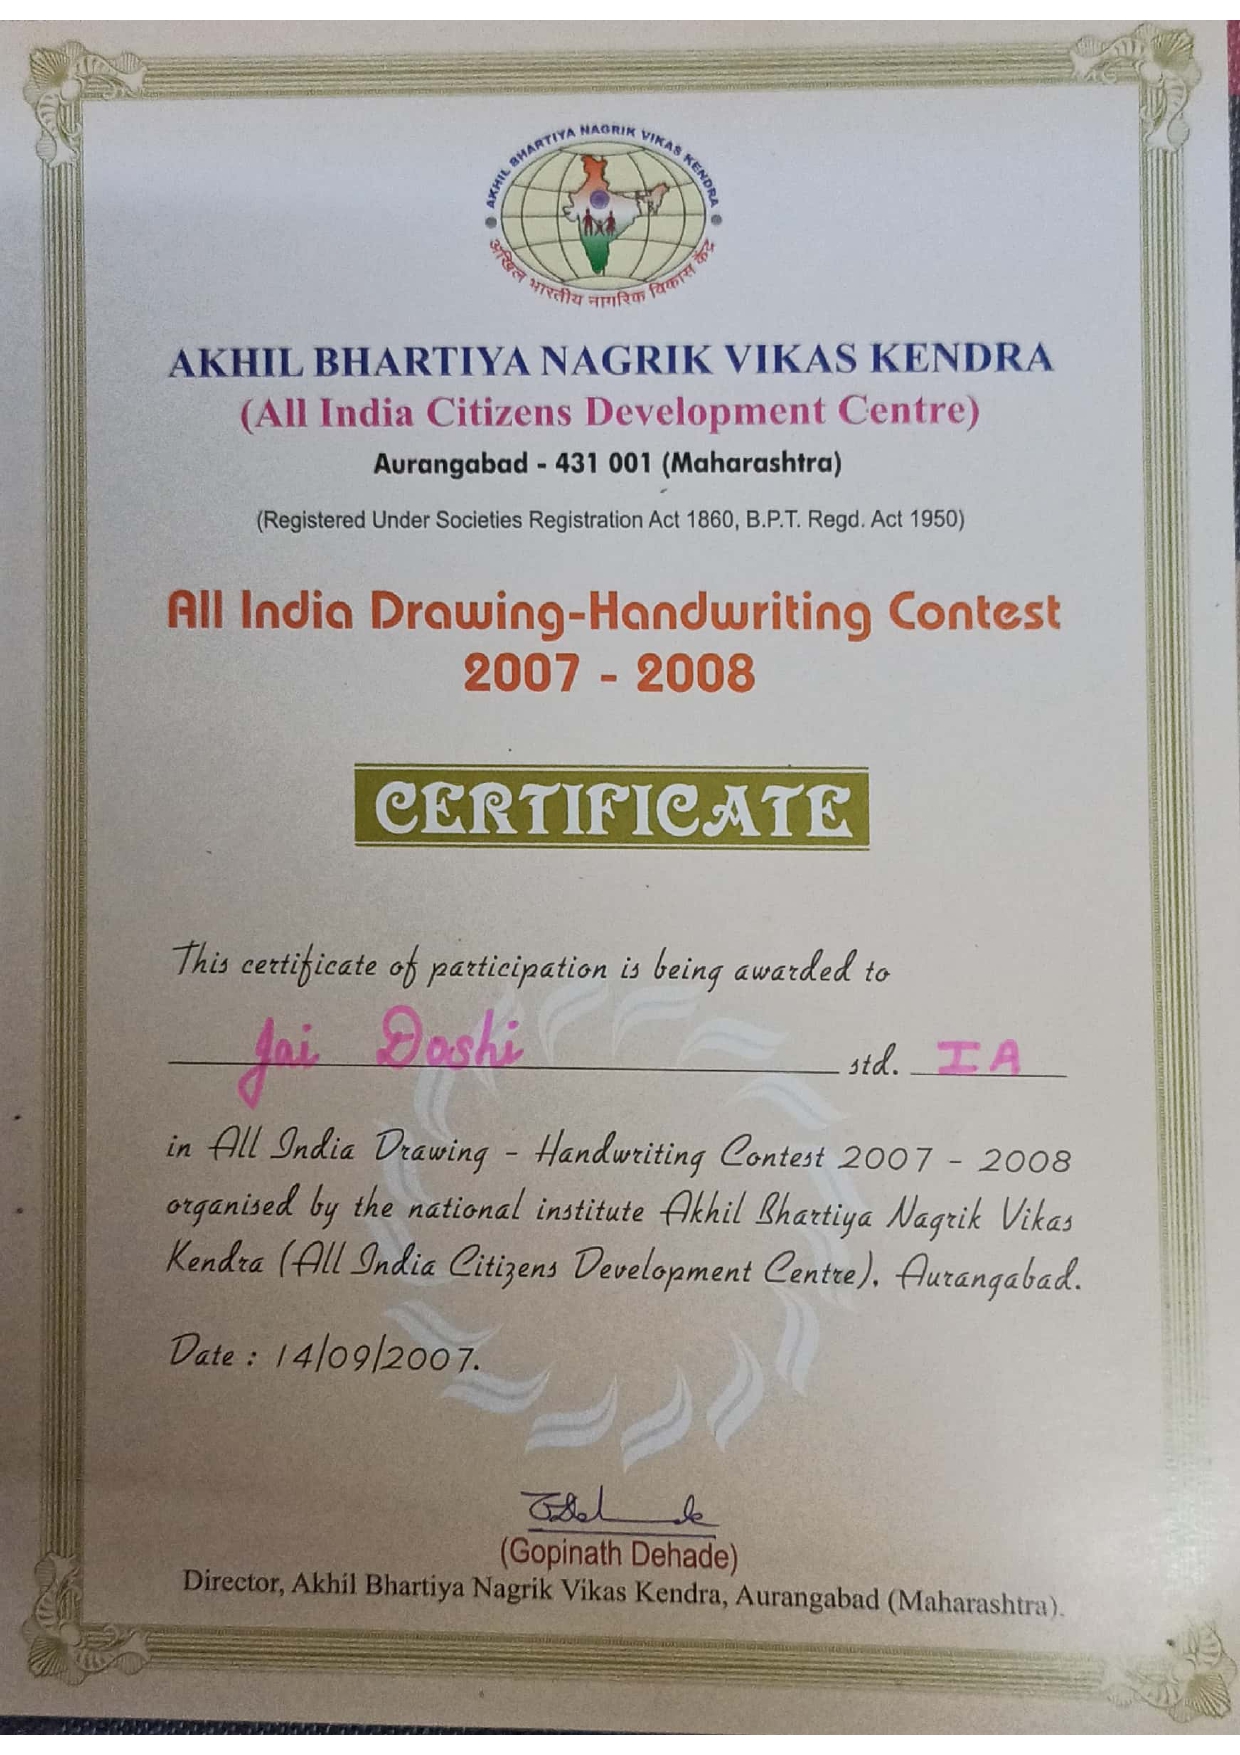 AKHIL BHARTIYA NAGRIK VIKAS KENDRA
अखिल भारतीय नागरिक विकास केंद्र
AKHIL BHARTIYA NAGRIK VIKAS KENDRA
(All India Citizens Development Centre)
Aurangabad - 431 001 (Maharashtra)
(Registered Under Societies Registration Act 1860, B.P.T. Regd. Act 1950)
All India Drawing-Handwriting Contest
2007 - 2008
CERTIFICATE
This certificate of participation is being awarded to
Jai Doshi std. I A
in All India Drawing - Handwriting Contest 2007 - 2008
organised by the national institute Akhil Bhartiya Nagrik Vikas
Kendra (All India Citizens Development Centre). Aurangabad.
Date : 14/09/2007.
(Gopinath Dehade)
Director, Akhil Bhartiya Nagrik Vikas Kendra, Aurangabad (Maharashtra).